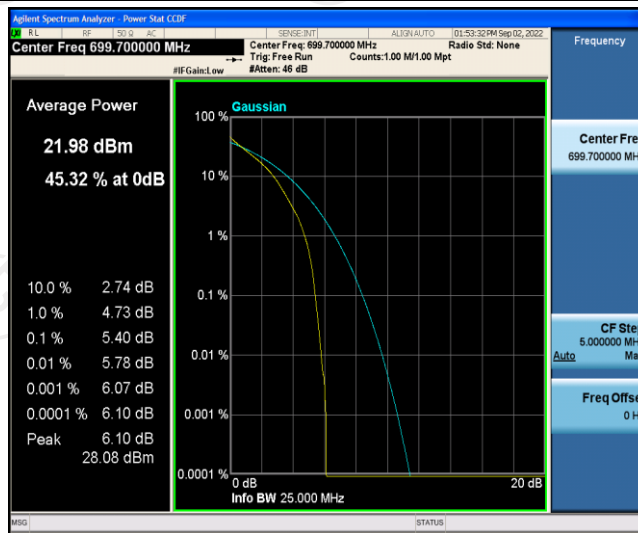 Agilent Spectrum Analyzer - Power Stat CCDF
RL RF 50 Ω AC SENSE:INT ALIGN AUTO 01:53:32 PM Sep 02, 2022
Center Freq 699.700000 MHz
Center Freq: 699.700000 MHz Radio Std: None
Trig: Free Run Counts:1.00 M/1.00 Mpt
#IFGain:Low #Atten: 46 dB
Frequency
Average Power
21.98 dBm
45.32 % at 0dB
10.0 % 2.74 dB
1.0 % 4.73 dB
0.1 % 5.40 dB
0.01 % 5.78 dB
0.001 % 6.07 dB
0.0001 % 6.10 dB
Peak 6.10 dB
28.08 dBm
Gaussian
100 %
10 %
1 %
0.1 %
0.01 %
0.001 %
0.0001 %
0 dB 20 dB
Info BW 25.000 MHz
Center Fre
699.700000 MH
CF Ste
5.000000 MH
Auto Ma
Freq Offse
0 H
MSG STATUS